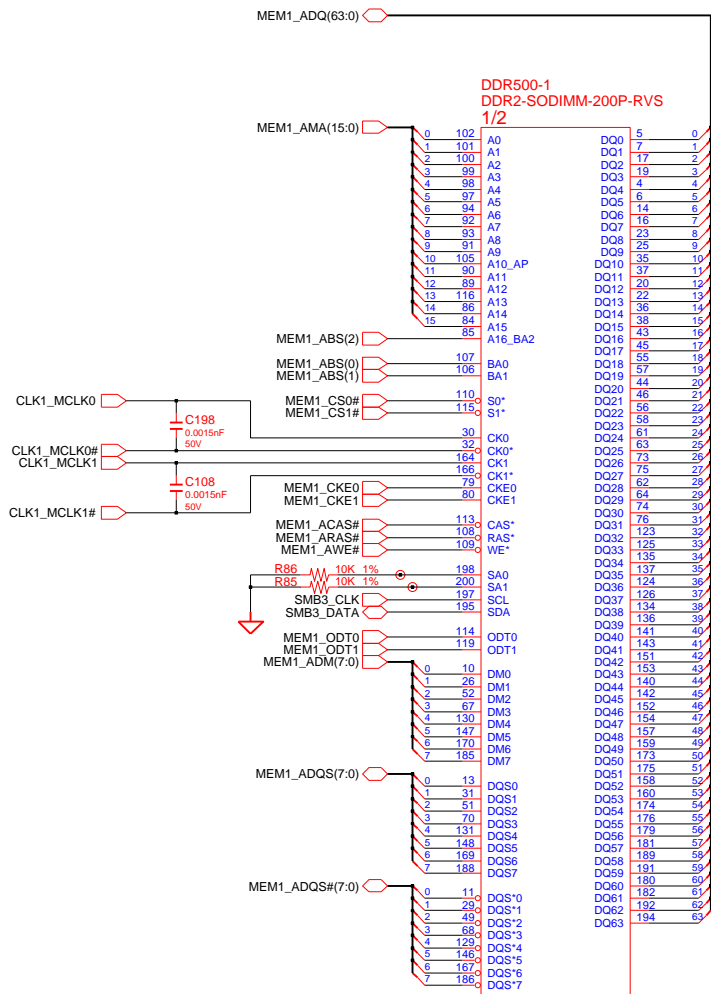 MEM1_ADQ(63:0)
DDR500-1
DDR2-SODIMM-200P-RVS
1/2
MEM1_AMA(15:0)
0 102 A0
1 101 A1
2 100 A2
3 99 A3
4 98 A4
5 97 A5
6 94 A6
7 92 A7
8 93 A8
9 91 A9
10 105 A10_AP
11 90 A11
12 89 A12
13 116 A13
14 86 A14
15 84 A15
MEM1_ABS(2) 85 A16_BA2
MEM1_ABS(0) 107 BA0
MEM1_ABS(1) 106 BA1
MEM1_CS0# 110 S0*
MEM1_CS1# 115 S1*
CLK1_MCLK0
C198
0.0015nF
50V
30 CK0
CLK1_MCLK0# 32 CK0*
CLK1_MCLK1 164 CK1
166 CK1*
C108
0.0015nF
50V
CLK1_MCLK1#
MEM1_CKE0 79 CKE0
MEM1_CKE1 80 CKE1
MEM1_ACAS# 113 CAS*
MEM1_ARAS# 108 RAS*
MEM1_AWE# 109 WE*
R86 10K 1% 198 SA0
R85 10K 1% 200 SA1
SMB3_CLK 197 SCL
SMB3_DATA 195 SDA
MEM1_ODT0 114 ODT0
MEM1_ODT1 119 ODT1
MEM1_ADM(7:0)
0 10 DM0
1 26 DM1
2 52 DM2
3 67 DM3
4 130 DM4
5 147 DM5
6 170 DM6
7 185 DM7
MEM1_ADQS(7:0)
0 13 DQS0
1 31 DQS1
2 51 DQS2
3 70 DQS3
4 131 DQS4
5 148 DQS5
6 169 DQS6
7 188 DQS7
MEM1_ADQS#(7:0)
0 11 DQS*0
1 29 DQS*1
2 49 DQS*2
3 68 DQS*3
4 129 DQS*4
5 146 DQS*5
6 167 DQS*6
7 186 DQS*7
DQ0 5 0
DQ1 7 1
DQ2 17 2
DQ3 19 3
DQ4 4 4
DQ5 6 5
DQ6 14 6
DQ7 16 7
DQ8 23 8
DQ9 25 9
DQ10 35 10
DQ11 37 11
DQ12 20 12
DQ13 22 13
DQ14 36 14
DQ15 38 15
DQ16 43 16
DQ17 45 17
DQ18 55 18
DQ19 57 19
DQ20 44 20
DQ21 46 21
DQ22 56 22
DQ23 58 23
DQ24 61 24
DQ25 63 25
DQ26 73 26
DQ27 75 27
DQ28 62 28
DQ29 64 29
DQ30 74 30
DQ31 76 31
DQ32 123 32
DQ33 125 33
DQ34 135 34
DQ35 137 35
DQ36 124 36
DQ37 126 37
DQ38 134 38
DQ39 136 39
DQ40 141 40
DQ41 143 41
DQ42 151 42
DQ43 153 43
DQ44 140 44
DQ45 142 45
DQ46 152 46
DQ47 154 47
DQ48 157 48
DQ49 159 49
DQ50 173 50
DQ51 175 51
DQ52 158 52
DQ53 160 53
DQ54 174 54
DQ55 176 55
DQ56 179 56
DQ57 181 57
DQ58 189 58
DQ59 191 59
DQ60 180 60
DQ61 182 61
DQ62 192 62
DQ63 194 63